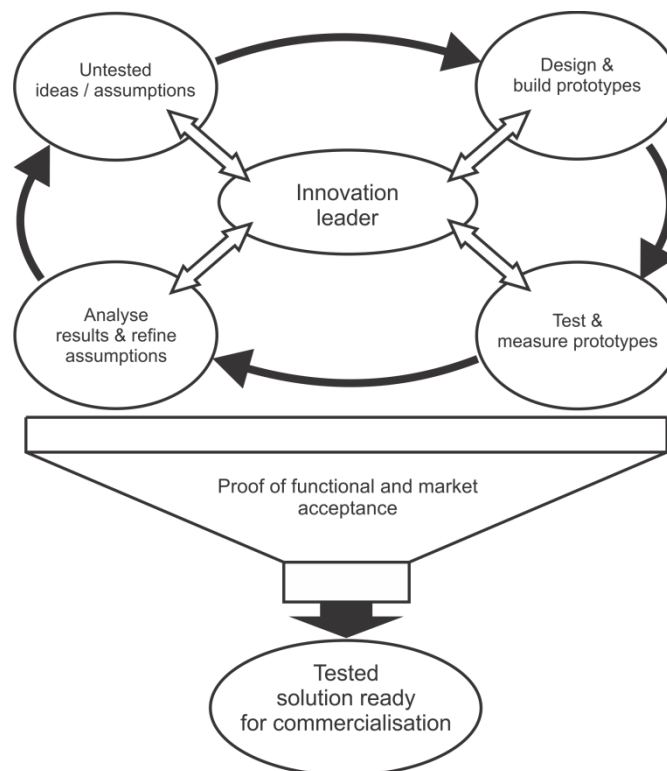 Untested
ideas / assumptions
Design &
build prototypes
Innovation
leader
Analyse
results & refine
assumptions
Test &
measure prototypes
Proof of functional and market
acceptance
Tested
solution ready
for commercialisation